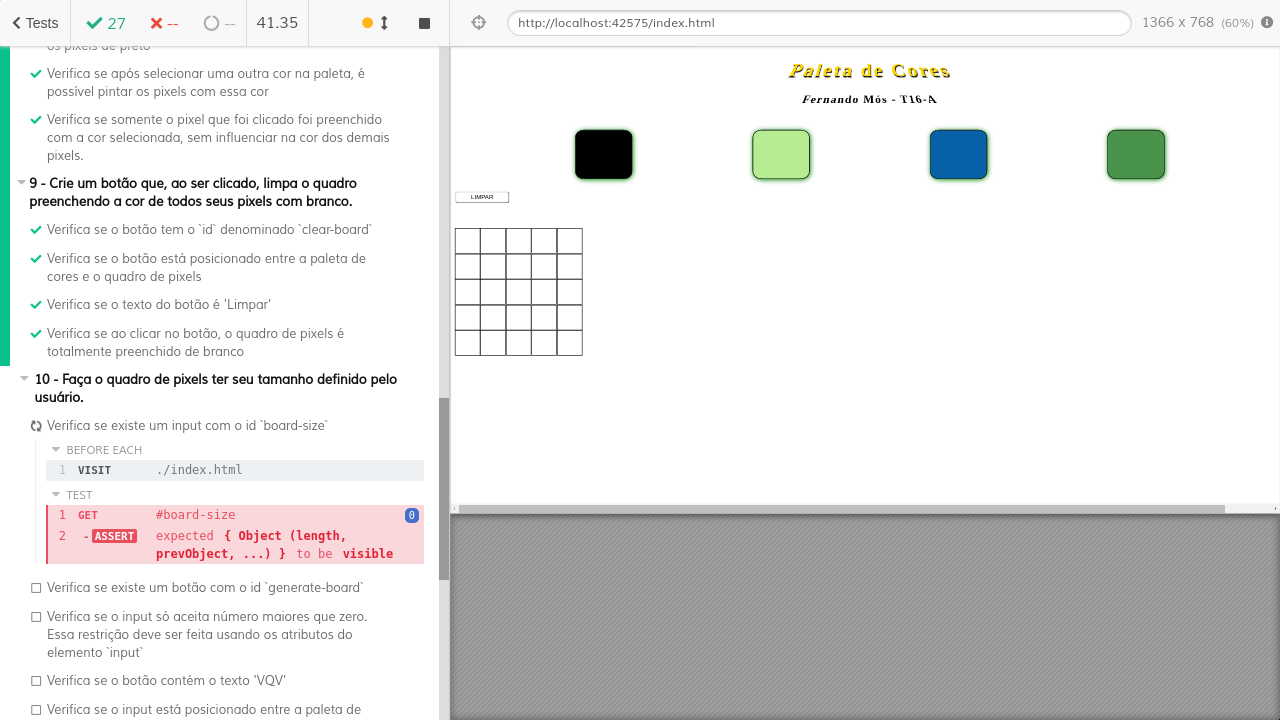 Tests
27
--
--
41.35
http://localhost:42575/index.html
1366 x 768 (60%)
os pixels de preto
Verifica se após selecionar uma outra cor na paleta, é
possível pintar os pixels com essa cor
Verifica se somente o pixel que foi clicado foi preenchido
com a cor selecionada, sem influenciar na cor dos demais
pixels.
9 - Crie um botão que, ao ser clicado, limpa o quadro
preenchendo a cor de todos seus pixels com branco.
Verifica se o botão tem o `id` denominado `clear-board`
Verifica se o botão está posicionado entre a paleta de
cores e o quadro de pixels
Verifica se o texto do botão é 'Limpar'
Verifica se ao clicar no botão, o quadro de pixels é
totalmente preenchido de branco
10 - Faça o quadro de pixels ter seu tamanho definido pelo
usuário.
Verifica se existe um input com o id `board-size`
BEFORE EACH
1 VISIT ./index.html
TEST
1 GET #board-size 0
2 -ASSERT expected { Object (length,
prevObject, ...) } to be visible
Verifica se existe um botão com o id `generate-board`
Verifica se o input só aceita número maiores que zero.
Essa restrição deve ser feita usando os atributos do
elemento `input`
Verifica se o botão contém o texto 'VQV'
Verifica se o input está posicionado entre a paleta de
Paleta de Cores
Fernando Mós - T16-A
LIMPAR